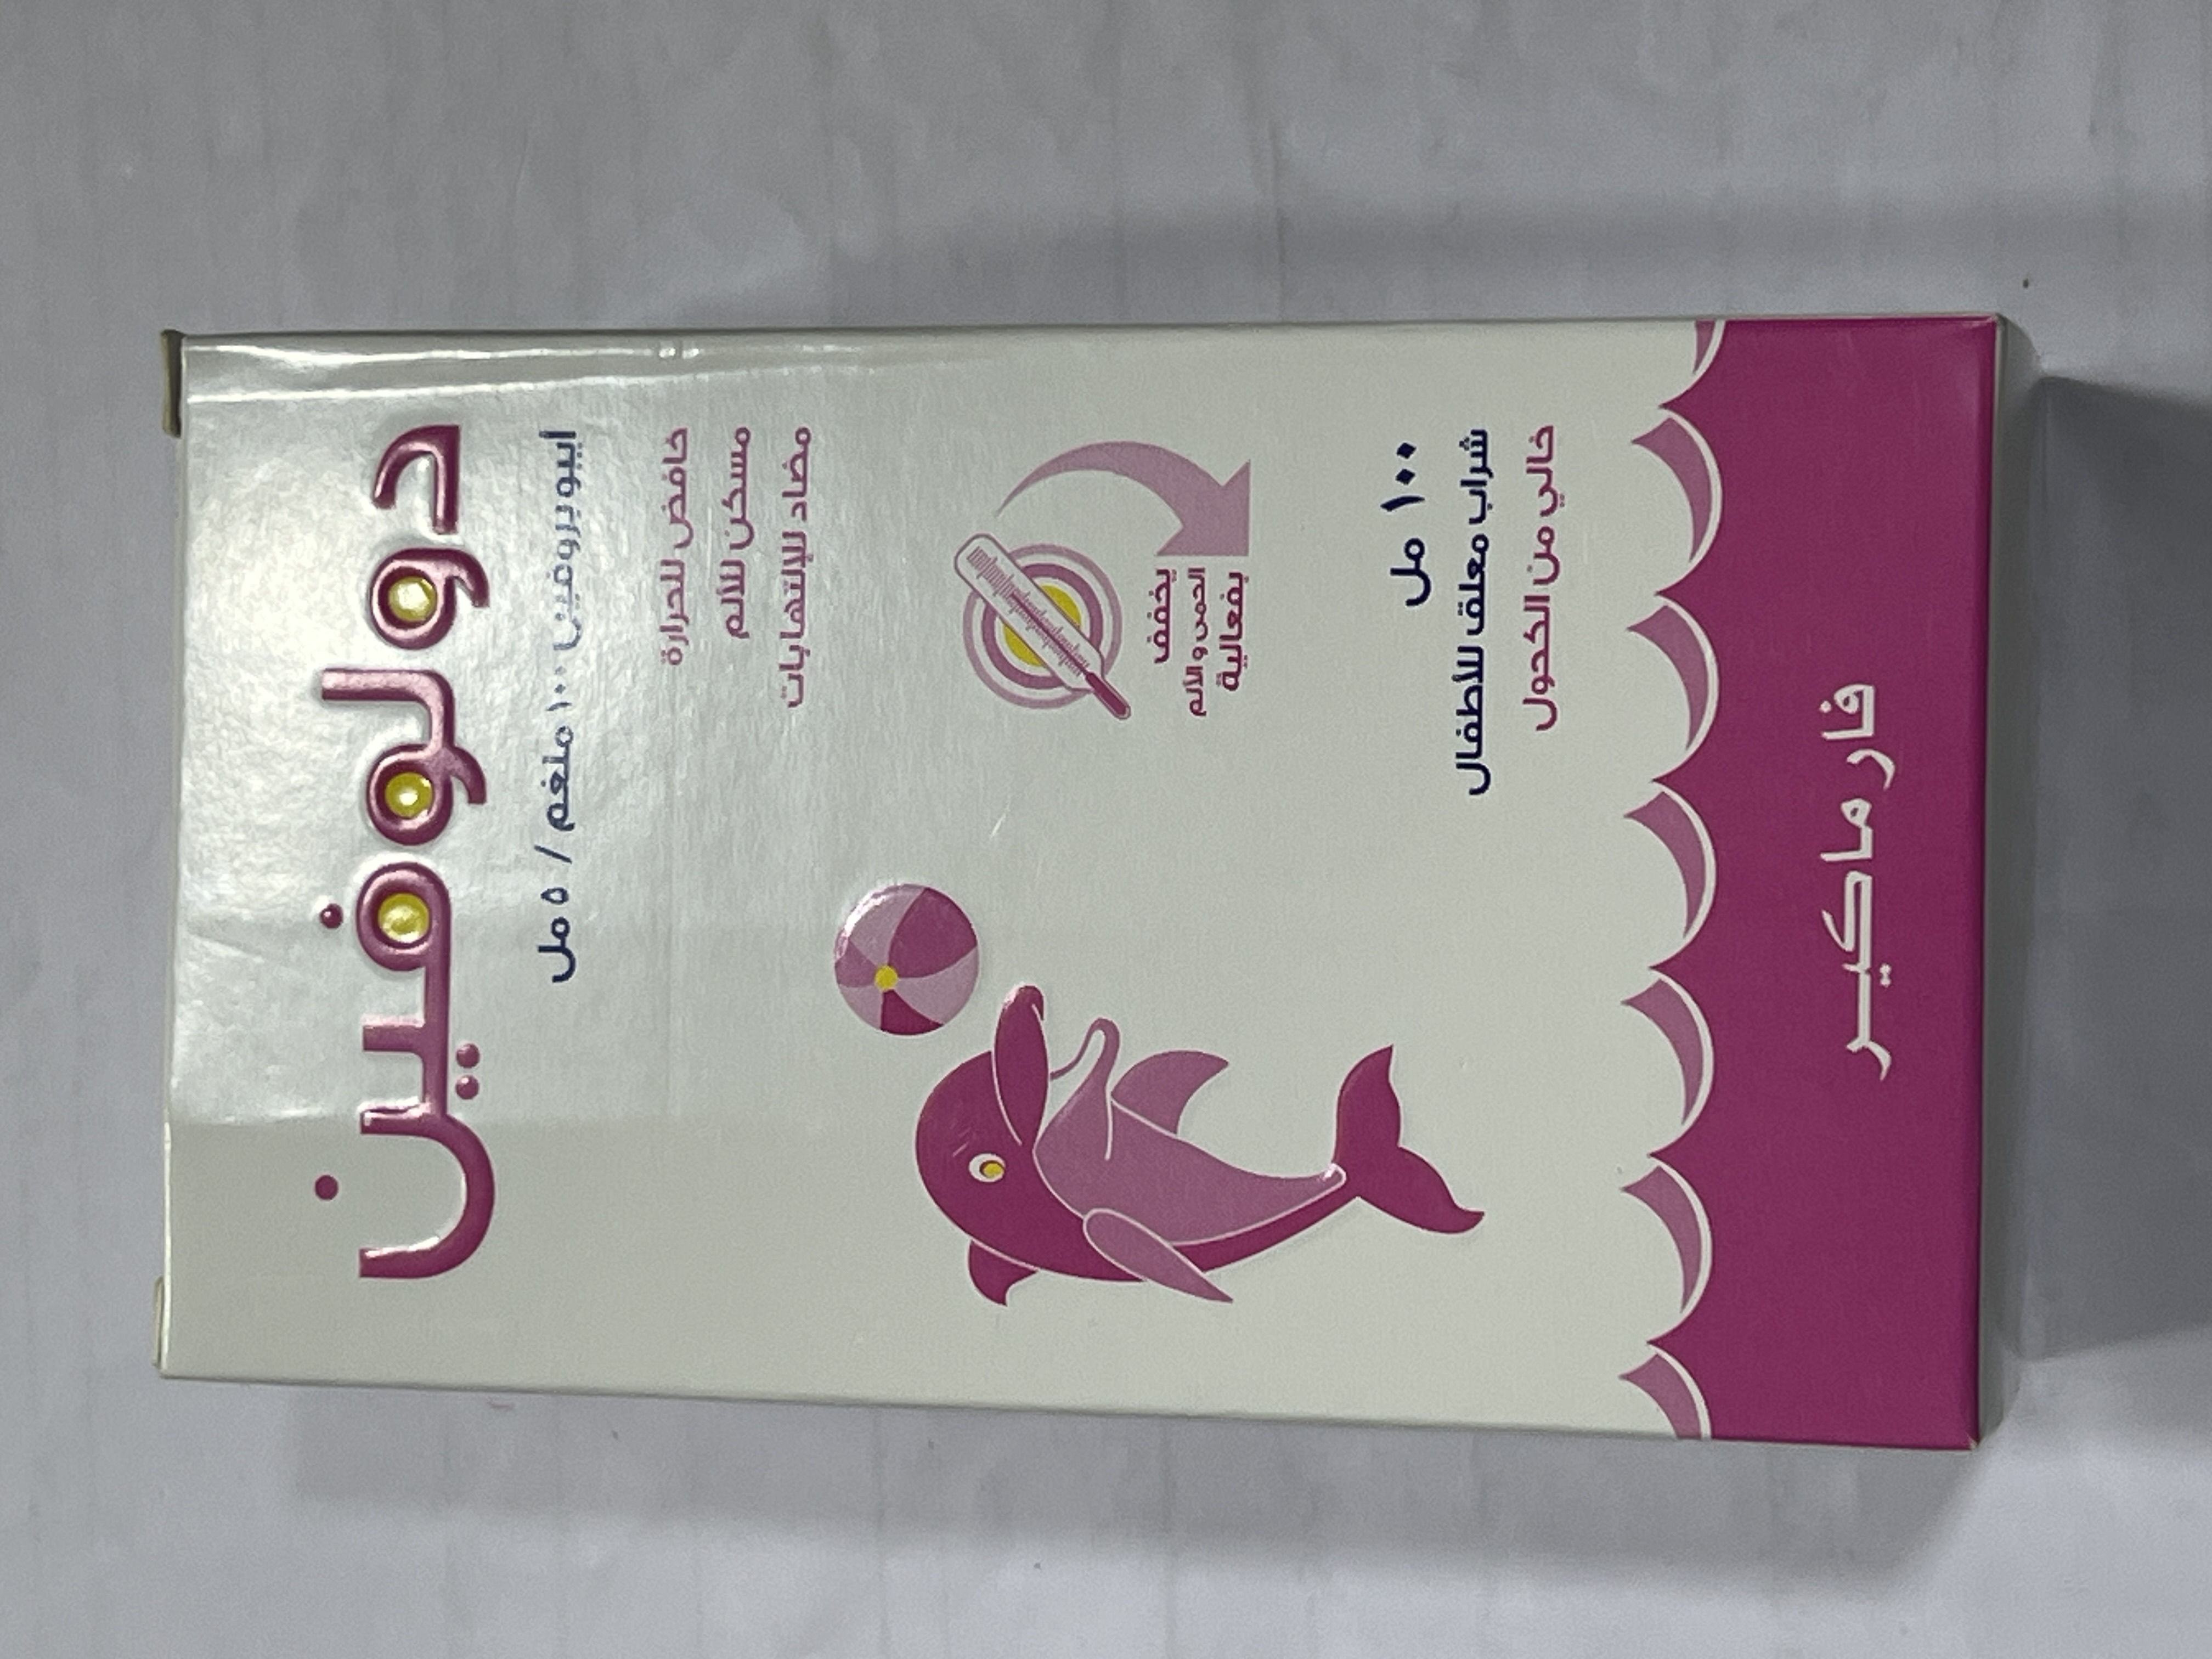 دولوفين
ايبوبروفين ١٠٠ ملغم / ٥ مل
خافض للحرارة
مسكن للألم
مضاد للإلتهابات
يخفف
الحمى والألم
بفعالية
١٠٠ مل
شراب معلق للأطفال
خالي من الكحول
فارماكير